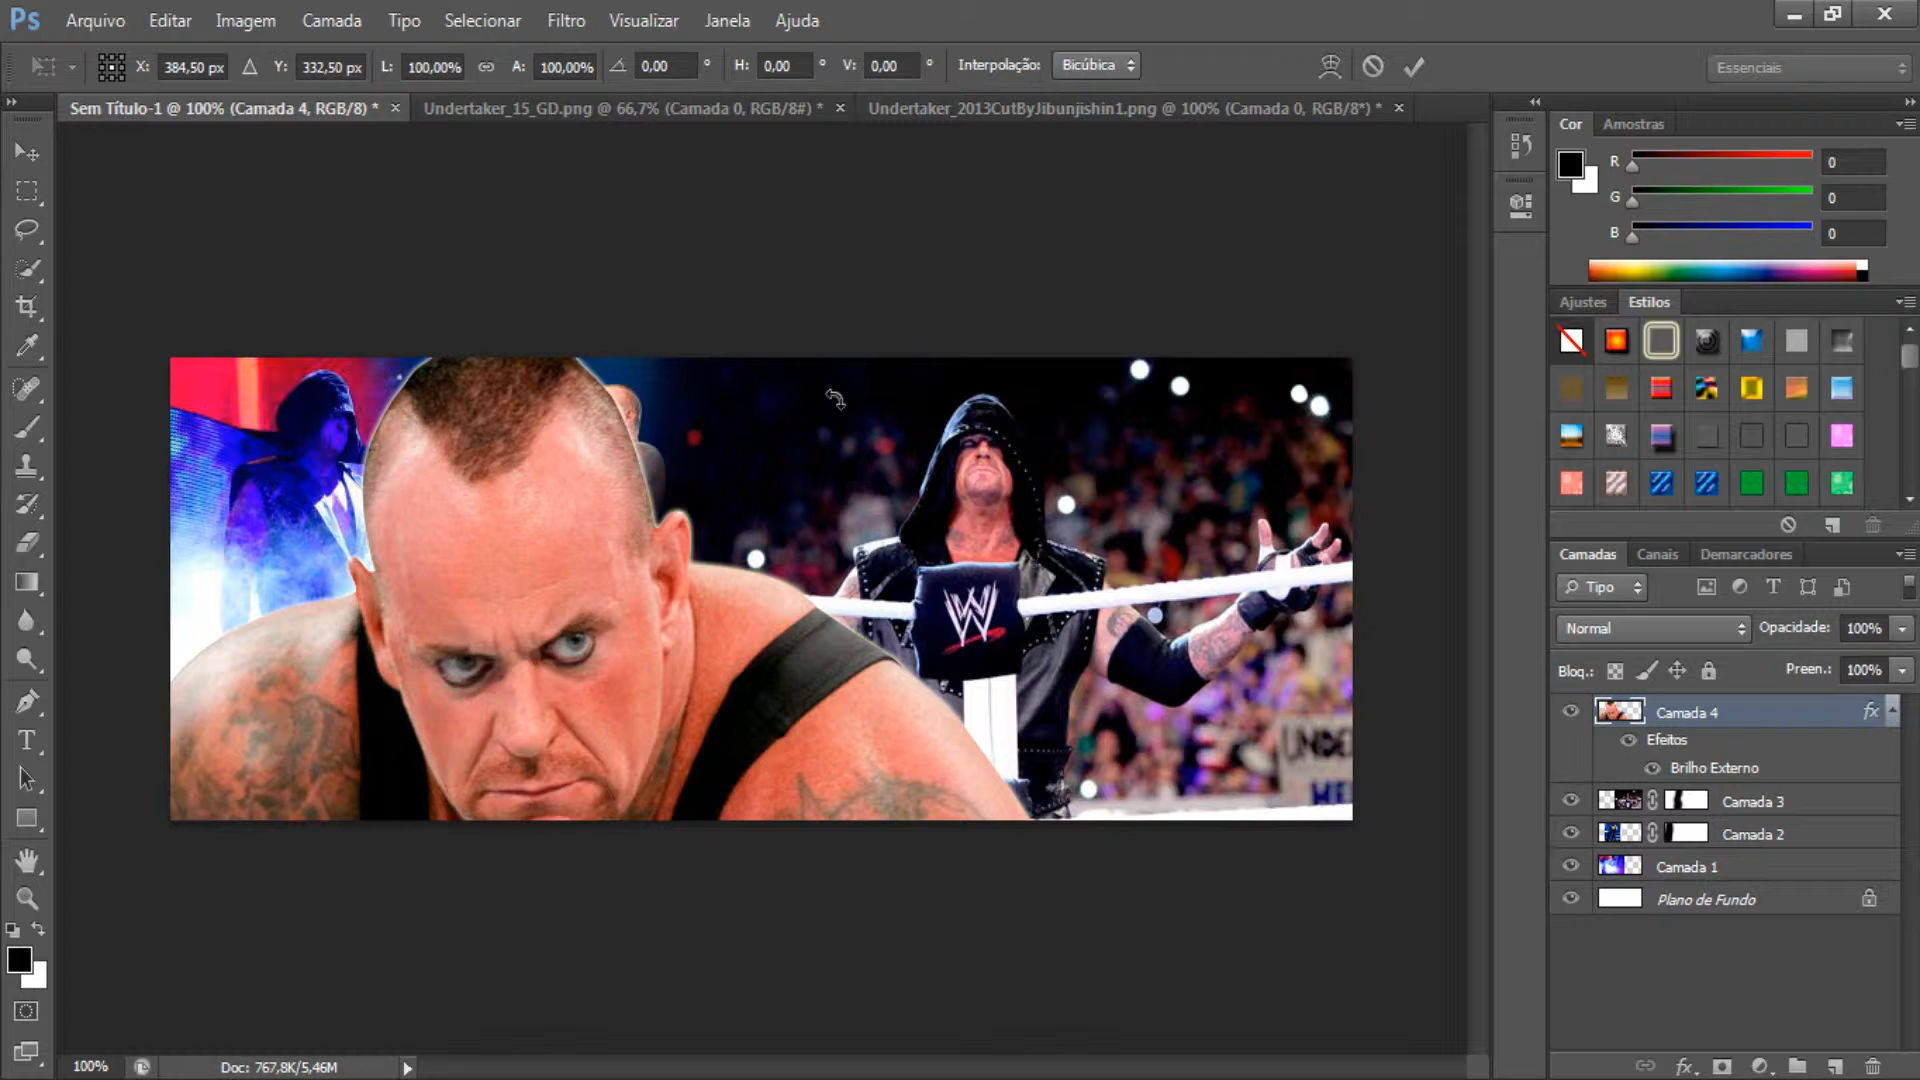 Ps Arquivo Editar Imagem Camada Tipo Selecionar Filtro Visualizar Janela Ajuda
X: 384,50 px Y: 332,50 px L: 100,00% A: 100,00% 0,00 ° H: 0,00 ° V: 0,00 ° Interpolação: Bicúbica Essenciais
Sem Título-1 @ 100% (Camada 4, RGB/8) * × Undertaker_15_GD.png @ 66,7% (Camada 0, RGB/8#) * × Undertaker_2013CutByJibunjishin1.png @ 100% (Camada 0, RGB/8*) * ×
Cor Amostras
R 0
G 0
B 0
Ajustes Estilos
Camadas Canais Demarcadores
Tipo
Normal Opacidade: 100%
Bloq.: Preen.: 100%
Camada 4 fx
Efeitos
Brilho Externo
Camada 3
Camada 2
Camada 1
Plano de Fundo
W
UNDE
HE
T
100% Doc: 767,8K/5,46M
fx